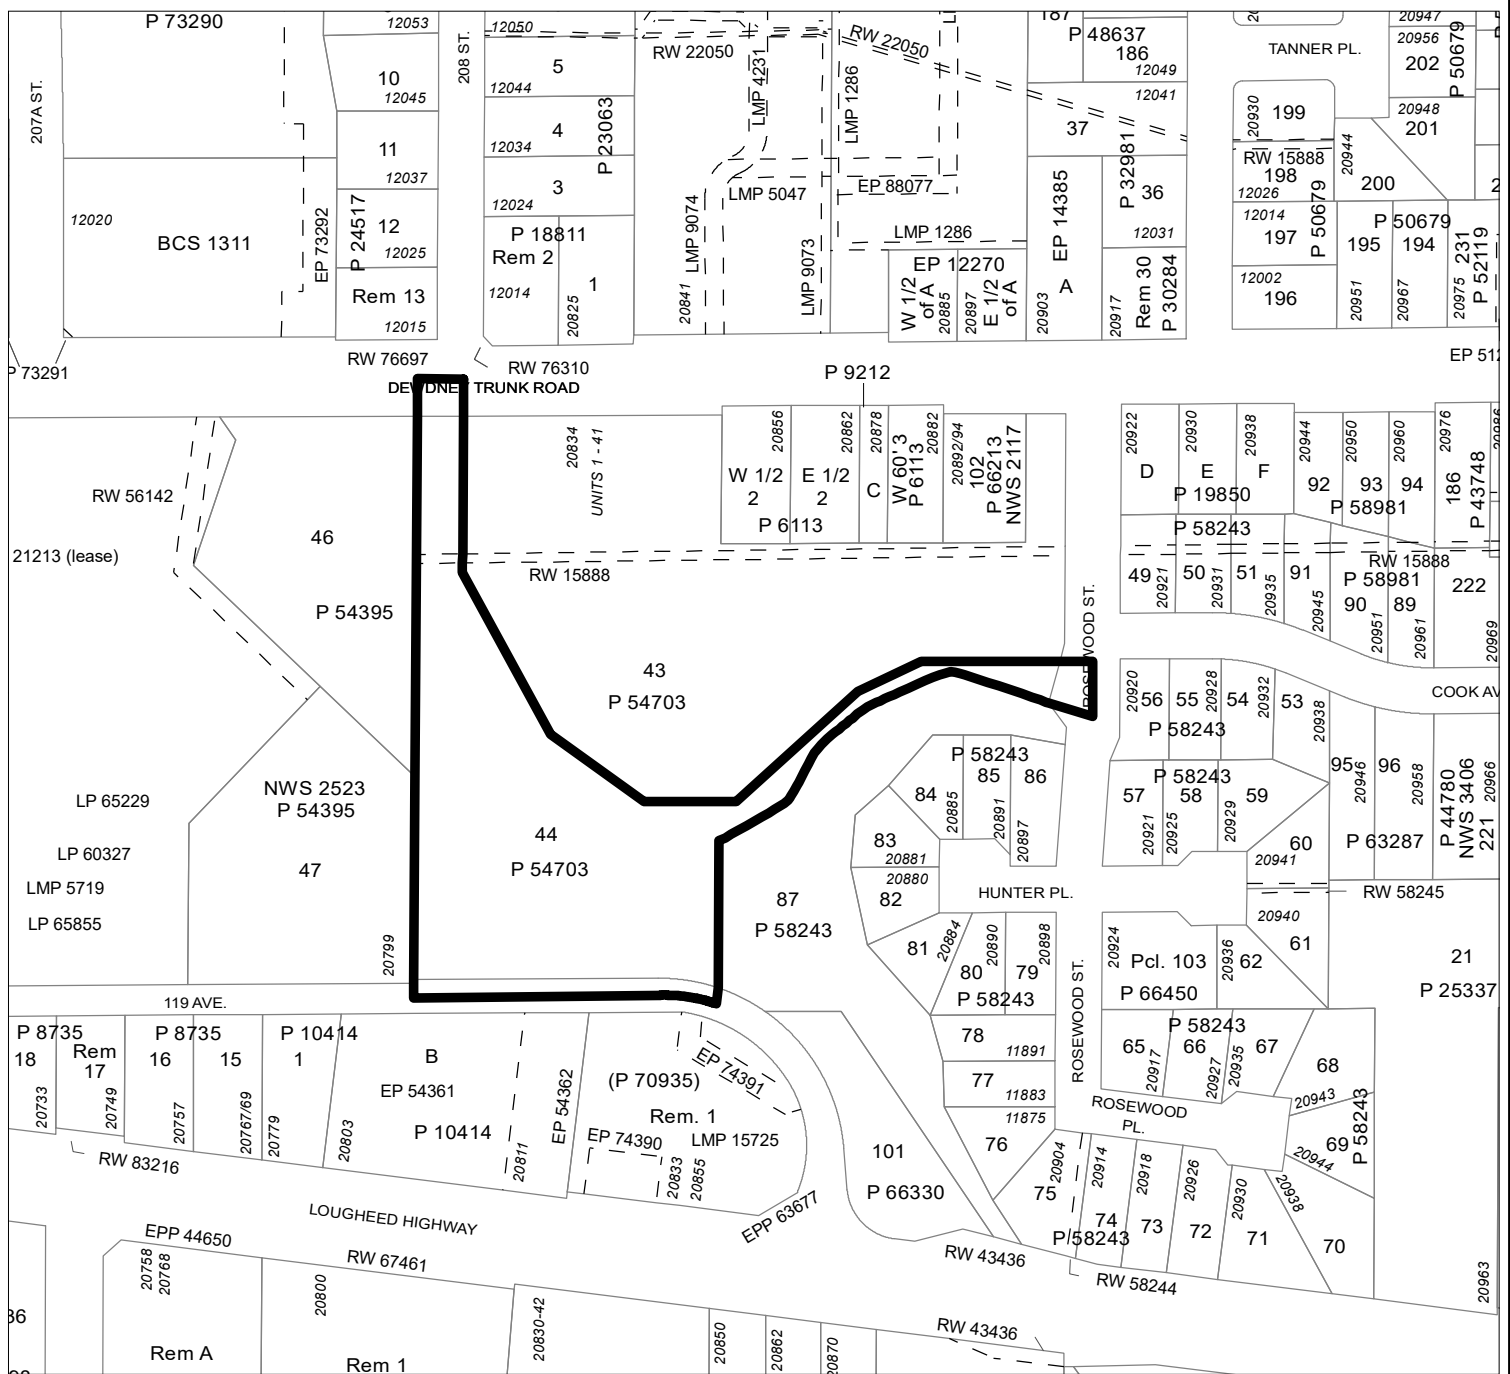 P 73290
12053
12050
207A ST.
208 ST.
10
12045
5
12044
RW 22050
RW 22050
LMP 4231
LMP 1286
187
P 48637
186
12049
12041
TANNER PL.
20947
20956
202
P 50679
20948
201
20930
199
RW 15888
198
12026
20944
200
P 50679
11
12037
4
12034
P 23063
3
12024
LMP 5047
EP 88077
37
P 32981
36
12031
EP 14385
12020
BCS 1311
EP 73292
P 24517
12
12025
Rem 13
12015
P 18811
Rem 2
12014
1
20825
20841
LMP 9074
LMP 9073
LMP 1286
EP 12270
W 1/2
of A
20885
20897
E 1/2
of A
A
20903
20917
Rem 30
P 30284
12014
197
12002
196
P 50679
195
194
20951
20967
20975
231
P 52119
P 73291
RW 76697
RW 76310
DEWDNEY TRUNK ROAD
P 9212
20834
UNITS 1 - 41
20856
20862
20878
20882
W 1/2
2
E 1/2
2
C
W 60' 3
P 6113
P 6113
20892/94
102
P 66213
NWS 2117
20922
20930
20938
D
E
F
P 19850
20944
20950
20960
92
93
94
P 58981
20976
186
P 43748
RW 56142
21213 (lease)
46
P 54395
RW 15888
P 58243
49
20921
50
20931
51
20935
91
20945
RW 15888
P 58981
90
20951
89
20961
222
20969
ROSEWOOD ST.
COOK AV
43
P 54703
20920
56
55
20928
54
20932
53
20938
P 58243
NWS 2523
P 54395
47
20799
LP 65229
LP 60327
LMP 5719
LP 65855
44
P 54703
87
P 58243
P 58243
84
20885
85
20891
86
20897
83
20881
20880
82
81
20884
HUNTER PL.
P 58243
57
20921
58
20925
59
20929
60
20941
95
20946
96
20958
P 63287
P 44780
NWS 3406
221
20966
RW 58245
20940
61
80
20890
79
20898
P 58243
20924
Pcl. 103
P 66450
20936
62
21
P 25337
119 AVE.
P 8735
18
20733
Rem
17
20749
P 8735
16
20757
15
20767/69
P 10414
1
20779
B
EP 54361
P 10414
20803
20811
EP 54362
(P 70935)
Rem. 1
EP 74391
EP 74390
LMP 15725
20833
20855
EPP 63677
101
P 66330
78
11891
77
11883
11875
76
ROSEWOOD ST.
65
20917
P 58243
66
20927
20935
67
68
20943
P 58243
69
20944
ROSEWOOD
PL.
75
20904
20914
74
P 58243
20918
73
20926
72
20930
71
20938
70
RW 83216
LOUGHEED HIGHWAY
EPP 44650
RW 67461
RW 43436
RW 58244
RW 43436
20758
20768
Rem A
20800
Rem 1
20830-42
20850
20862
20870
20963